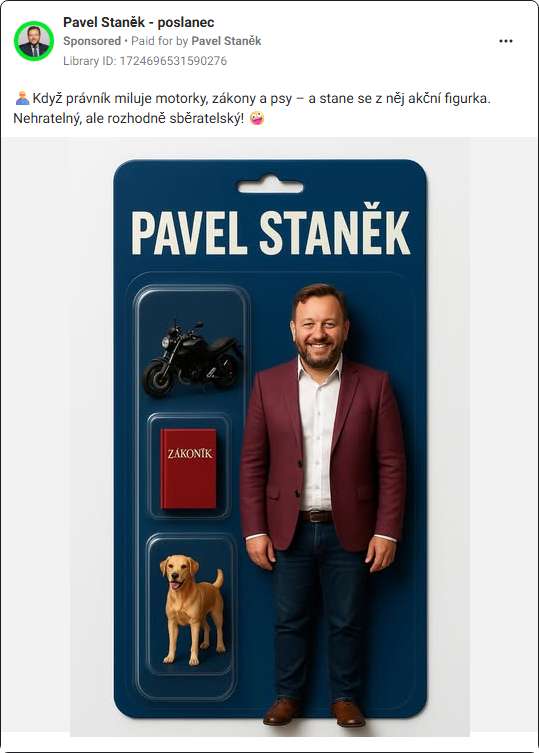 Pavel Staněk - poslanec
Sponsored • Paid for by Pavel Staněk
Library ID: 1724696531590276
Když právník miluje motorky, zákony a psy – a stane se z něj akční figurka.
Nehratelný, ale rozhodně sběratelský!
PAVEL STANĚK
ZÁKONÍK